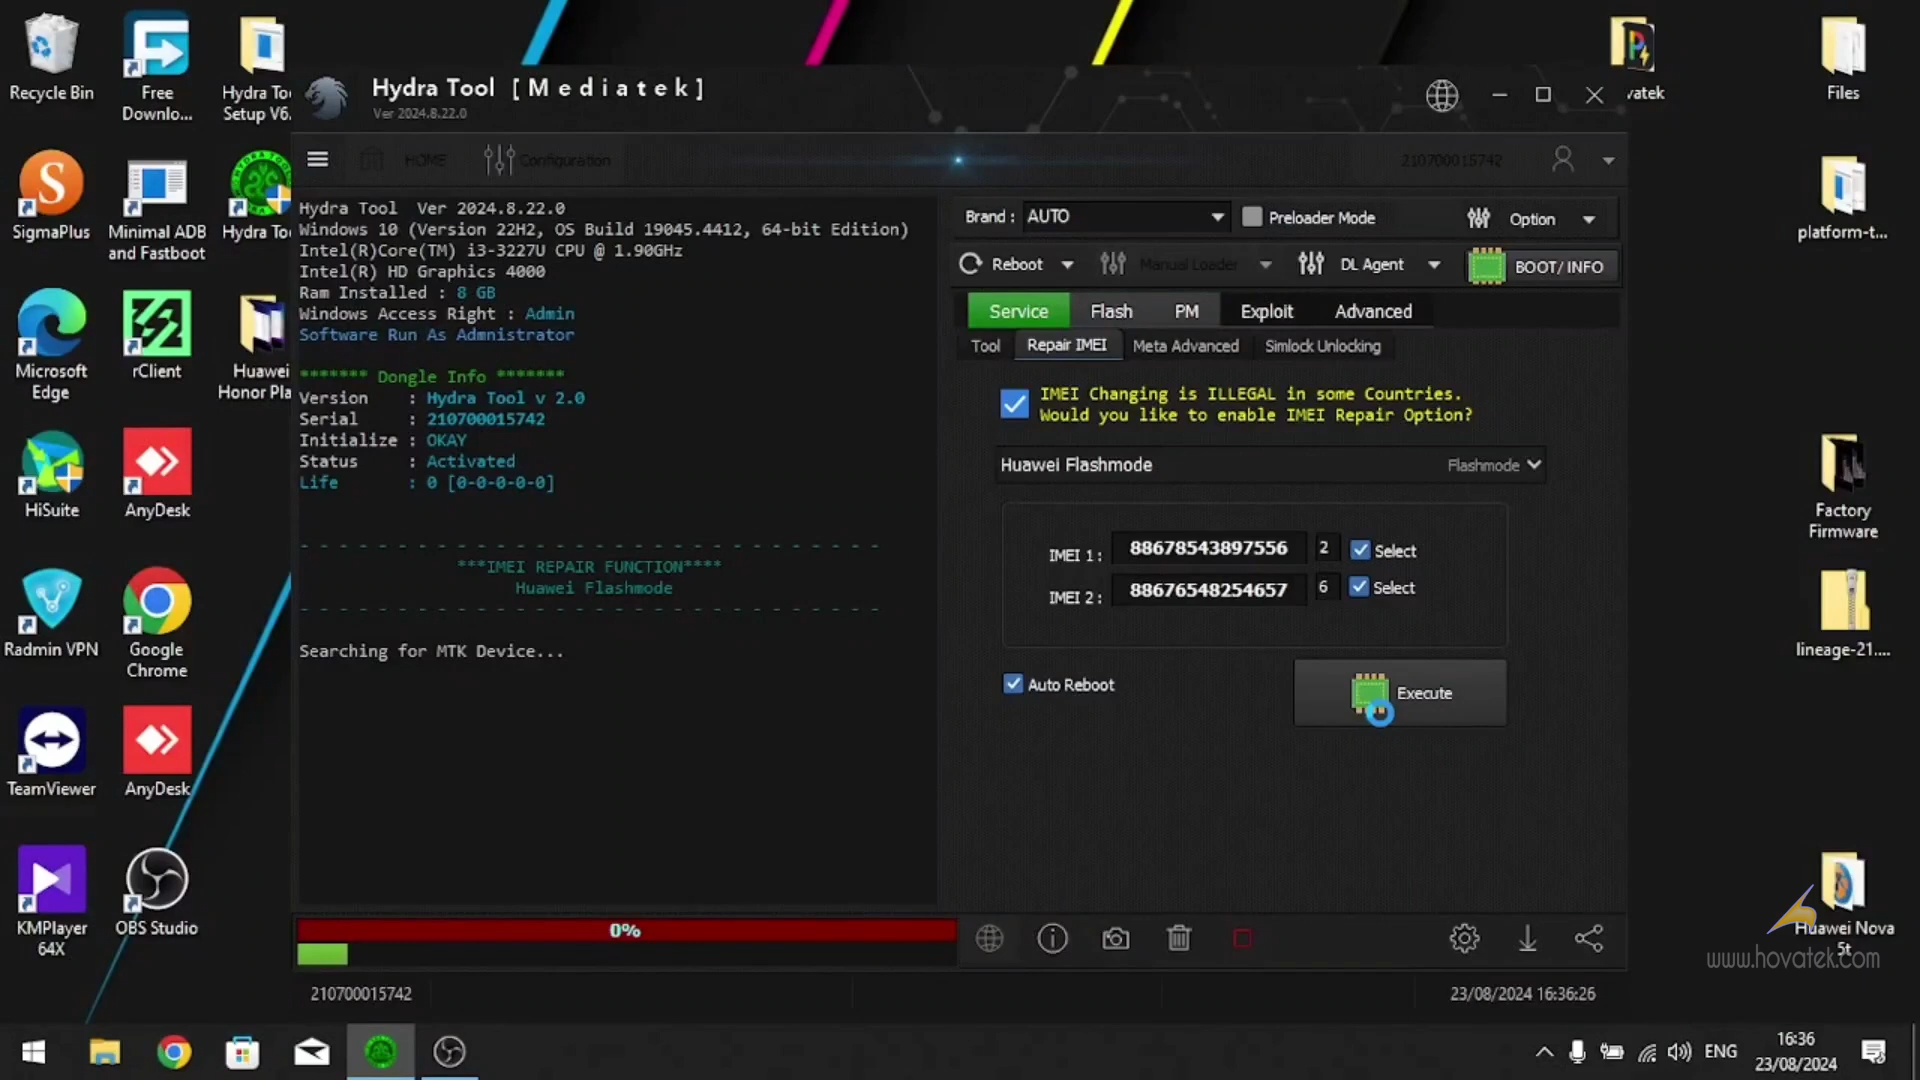 Recycle Bin
Free
Downlo...
Hydra To
Setup V6.
SigmaPlus
Minimal ADB
and Fastboot
Hydra To
Microsoft
Edge
rClient
Huawei
Honor Pla
HiSuite
AnyDesk
Radmin VPN
Google
Chrome
TeamViewer
AnyDesk
KMPlayer
64X
OBS Studio
Hydra Tool [Mediatek]
Ver 2024.8.22.0
HOME
Configuration
210700015742
Hydra Tool Ver 2024.8.22.0
Windows 10 (Version 22H2, OS Build 19045.4412, 64-bit Edition)
Intel(R)Core(TM) i3-3227U CPU @ 1.90GHz
Intel(R) HD Graphics 4000
Ram Installed : 8 GB
Windows Access Right : Admin
Software Run As Admnistrator
******* Dongle Info *******
Version : Hydra Tool v 2.0
Serial : 210700015742
Initialize : OKAY
Status : Activated
Life : 0 [0-0-0-0-0]
***IMEI REPAIR FUNCTION****
Huawei Flashmode
Searching for MTK Device...
Brand : AUTO
Preloader Mode
Option
Reboot
Manual Loader
DL Agent
BOOT/ INFO
Service
Flash
PM
Exploit
Advanced
Tool
Repair IMEI
Meta Advanced
Simlock Unlocking
IMEI Changing is ILLEGAL in some Countries.
Would you like to enable IMEI Repair Option?
Huawei Flashmode
Flashmode
IMEI 1 : 88678543897556 2 Select
IMEI 2 : 88676548254657 6 Select
Auto Reboot
Execute
0%
210700015742
23/08/2024 16:36:26
vatek
Files
platform-t...
Factory
Firmware
lineage-21....
Huawei Nova
5t
www.hovatek.com
ENG
16:36
23/08/2024